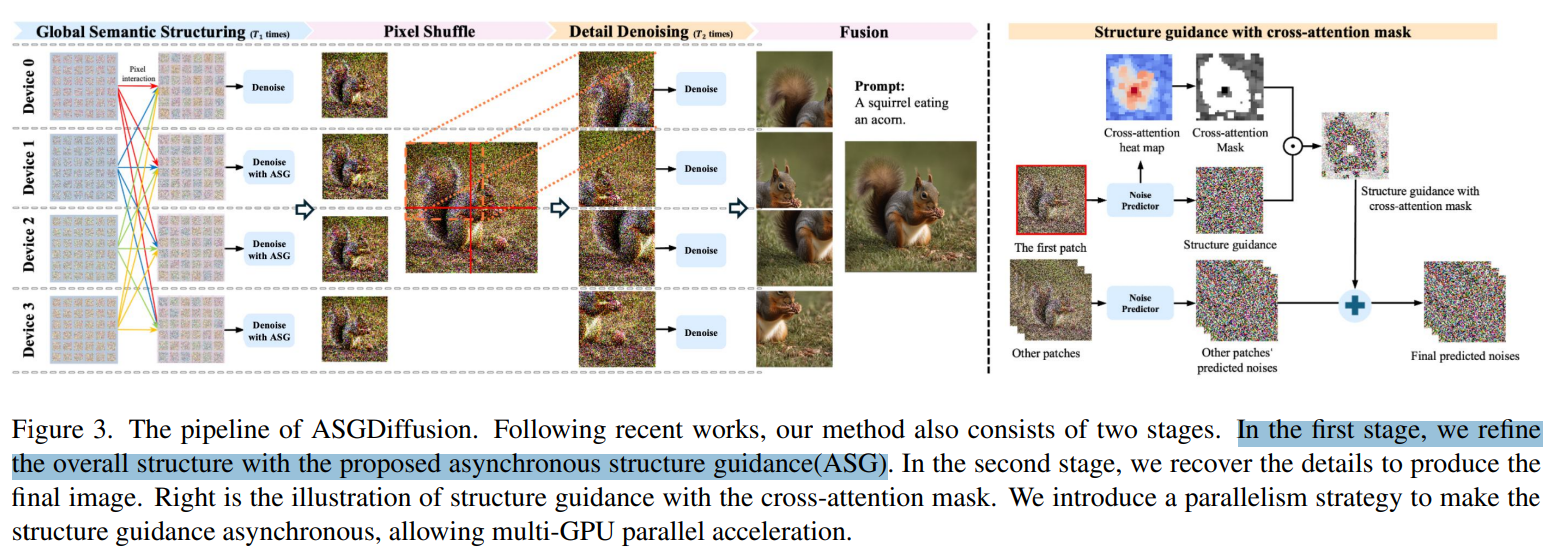 Global Semantic Structuring (T₁ times)
Pixel Shuffle
Detail Denoising (T₂ times)
Fusion
Device 0
Pixel
interaction
Denoise
Denoise
Prompt:
A squirrel eating
an acorn.
Device 1
Denoise
with ASG
Denoise
Device 2
Denoise
with ASG
Denoise
Device 3
Denoise
with ASG
Denoise
Structure guidance with cross-attention mask
Cross-attention
heat map
Cross-attention
Mask
Noise
Predictor
The first patch
Structure guidance
Structure guidance with
cross-attention mask
Noise
Predictor
Other patches
Other patches'
predicted noises
Final predicted noises
Figure 3. The pipeline of ASGDiffusion. Following recent works, our method also consists of two stages. In the first stage, we refine
the overall structure with the proposed asynchronous structure guidance(ASG). In the second stage, we recover the details to produce the
final image. Right is the illustration of structure guidance with the cross-attention mask. We introduce a parallelism strategy to make the
structure guidance asynchronous, allowing multi-GPU parallel acceleration.